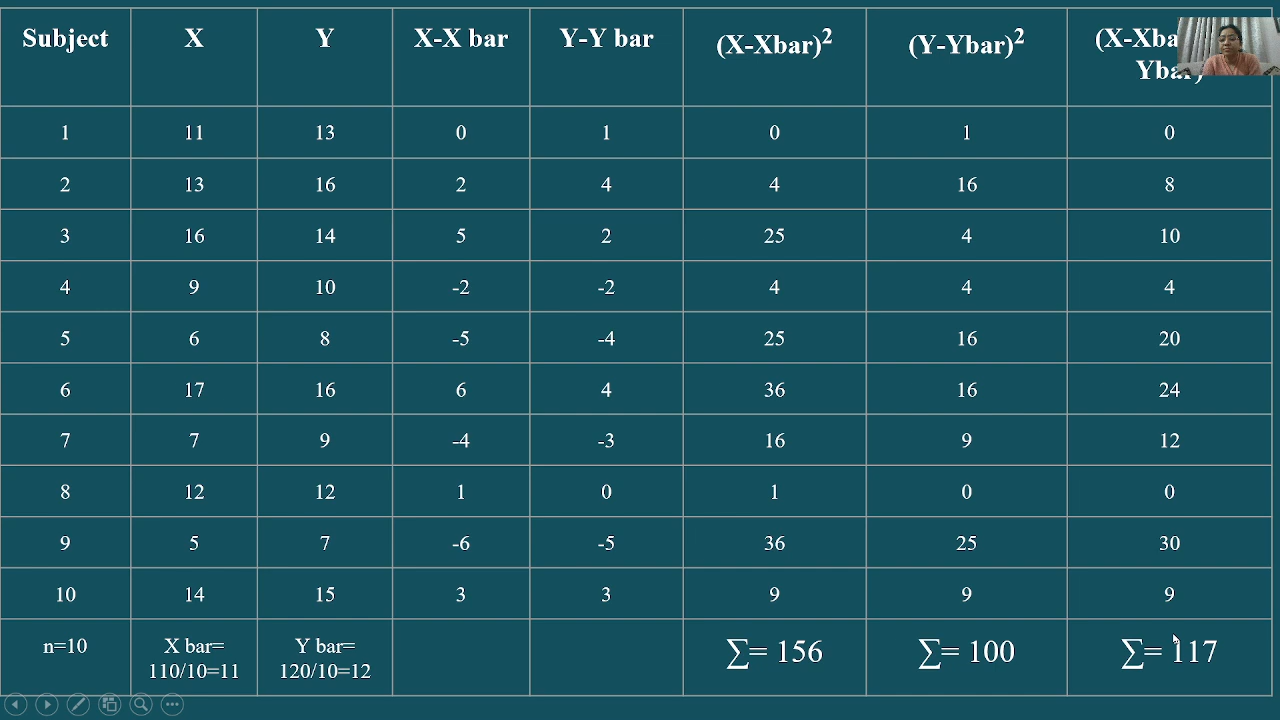 Subject X Y X-X bar Y-Y bar (X-Xbar)² (Y-Ybar)² (X-Xba
Yba
1 11 13 0 1 0 1 0
2 13 16 2 4 4 16 8
3 16 14 5 2 25 4 10
4 9 10 -2 -2 4 4 4
5 6 8 -5 -4 25 16 20
6 17 16 6 4 36 16 24
7 7 9 -4 -3 16 9 12
8 12 12 1 0 1 0 0
9 5 7 -6 -5 36 25 30
10 14 15 3 3 9 9 9
n=10 X bar= Y bar= ∑= 156 ∑= 100 ∑= 117
110/10=11 120/10=12